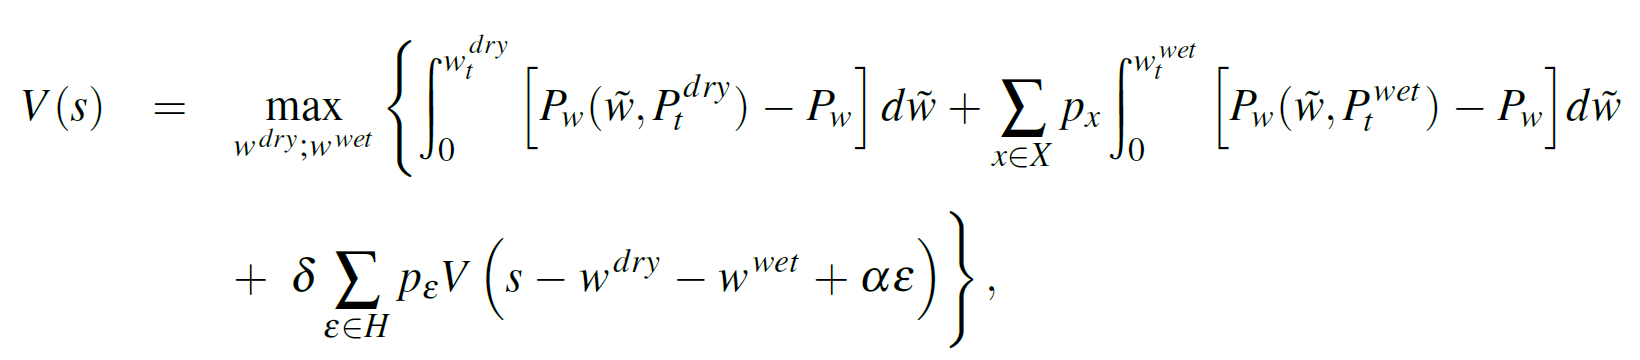 V(s) = max_{w^{dry};w^{wet}} { ∫_0^{w_t^{dry}} [P_w(w̃, P_t^{dry}) − P_w] dw̃ + ∑_{x∈X} p_x ∫_0^{w_t^{wet}} [P_w(w̃, P_t^{wet}) − P_w] dw̃
+ δ ∑_{ε∈H} p_ε V (s − w^{dry} − w^{wet} + αε) },